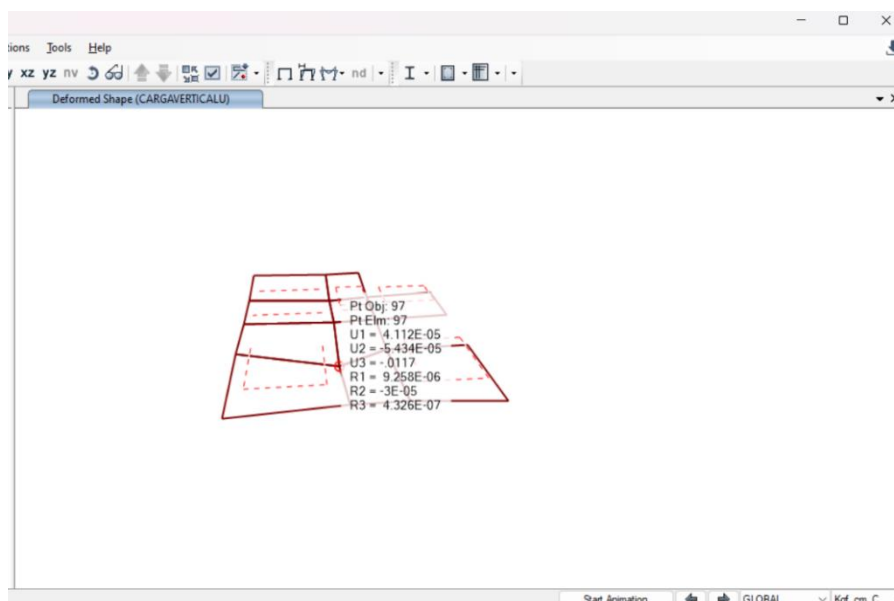 Tools Help
xz yz nv nd
Deformed Shape (CARGAVERTICALU)
Pt Obj: 97
Pt Elm: 97
U1 = 4.112E-05
U2 = -5.434E-05
U3 = -.0117
R1 = 9.258E-06
R2 = -3E-05
R3 = 4.326E-07
Start Animation GLOBAL Kgf, cm, C